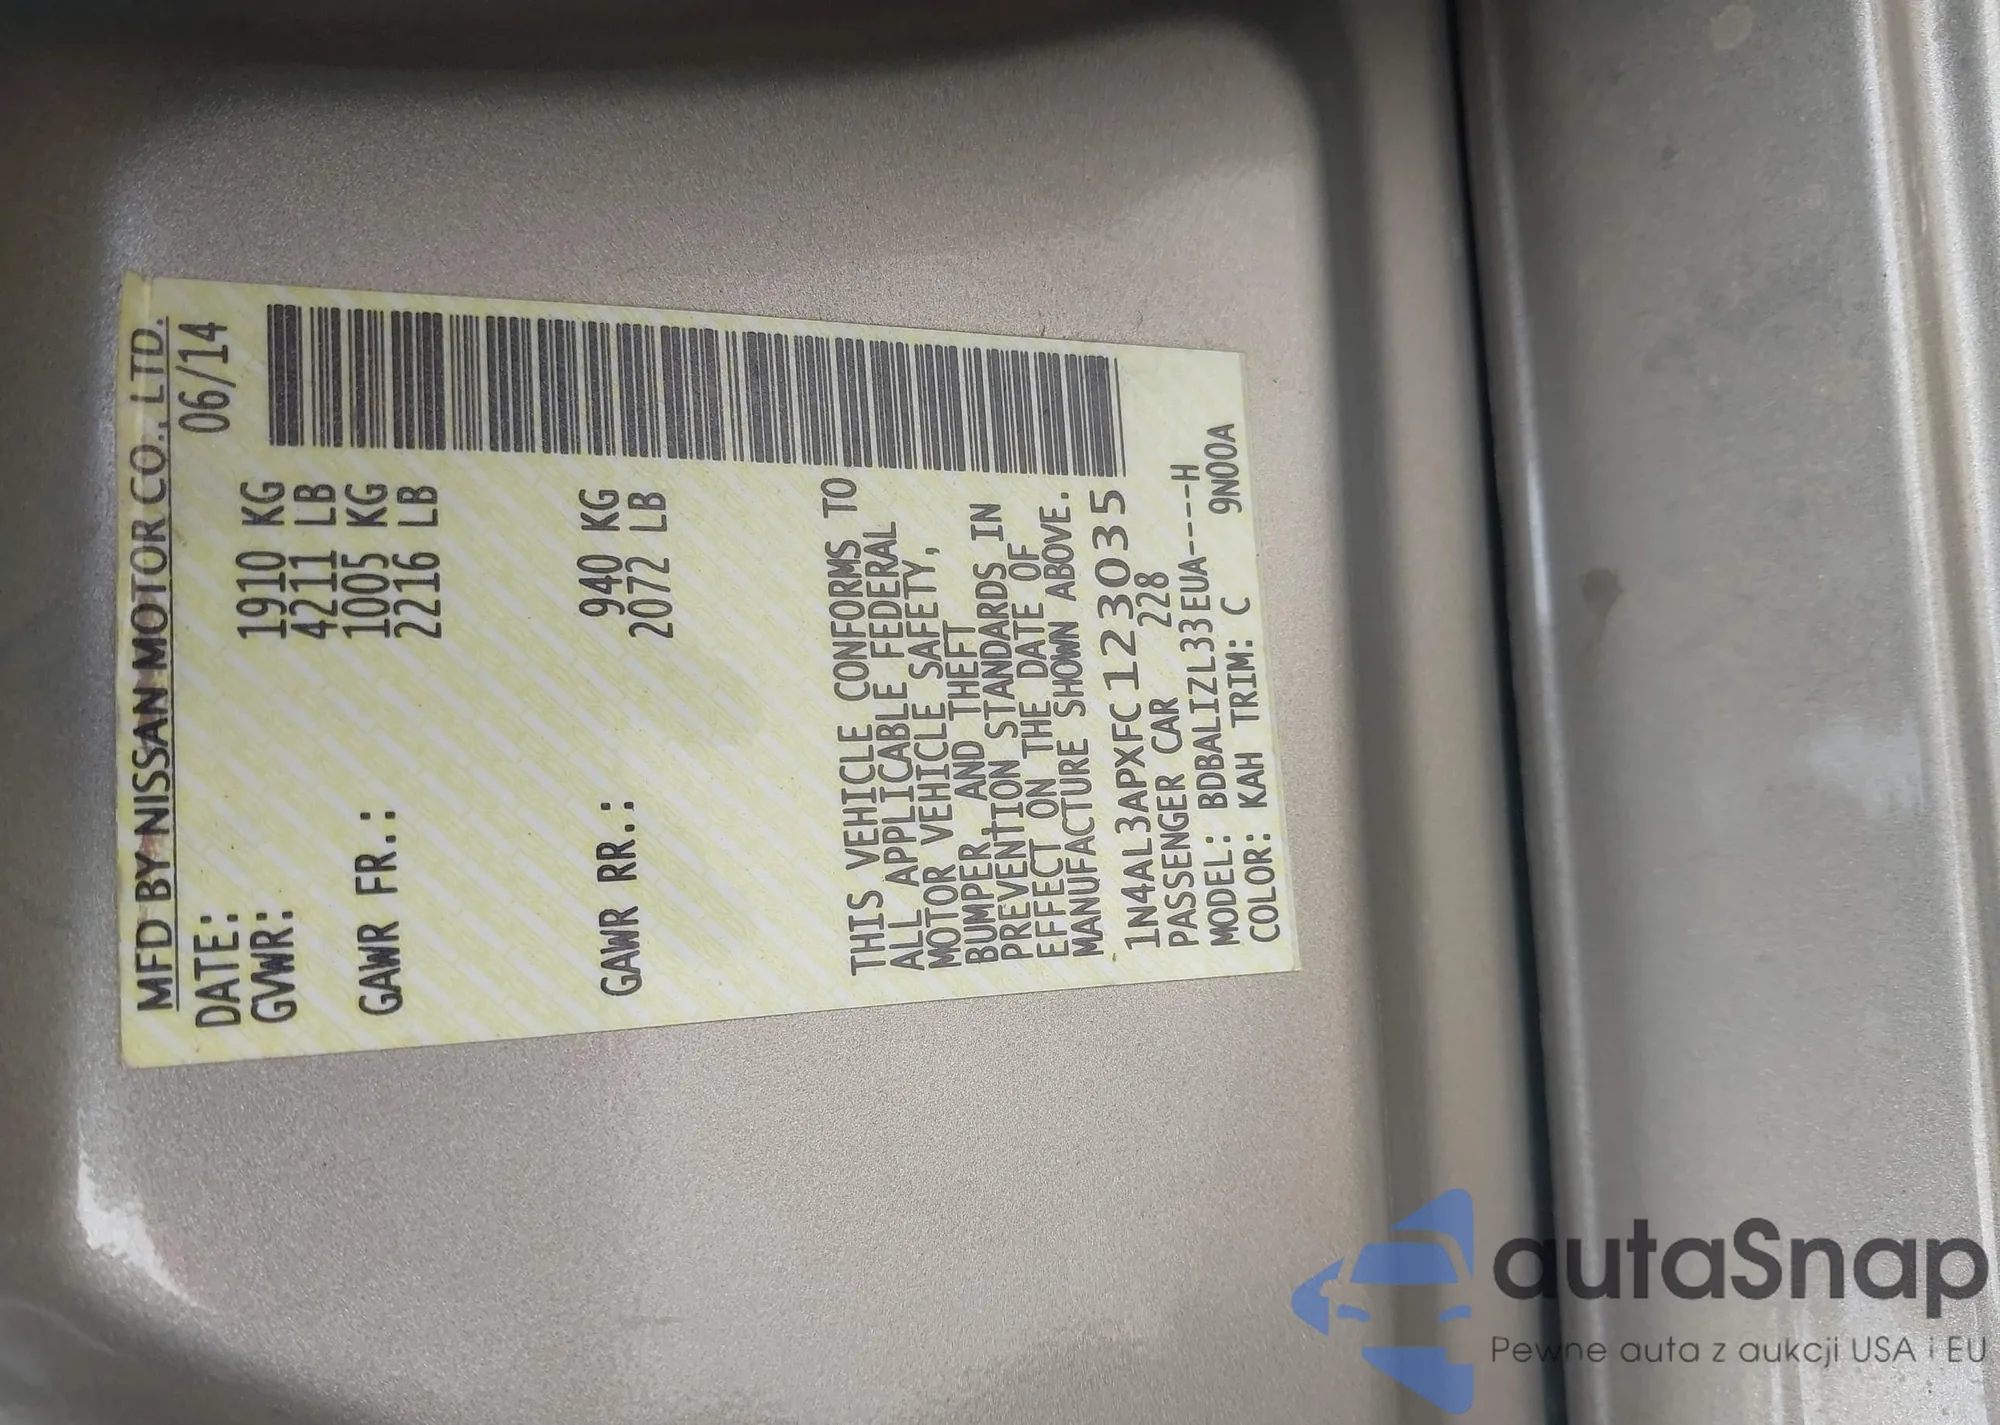 MFD BY NISSAN MOTOR CO., LTD.
DATE: 06/14
GVWR: 1910 KG
4211 LB
GAWR FR.: 1005 KG
2216 LB
GAWR RR.: 940 KG
2072 LB
THIS VEHICLE CONFORMS TO
ALL APPLICABLE FEDERAL
MOTOR VEHICLE SAFETY,
BUMPER, AND THEFT
PREVENTION STANDARDS IN
EFFECT ON THE DATE OF
MANUFACTURE SHOWN ABOVE.
1N4AL3APXFC123035
PASSENGER CAR 228
MODEL: BDBALIZL33EUA-----H
COLOR: KAH TRIM: C 9N00A
autaSnap
Pewne auta z aukcji USA i EU